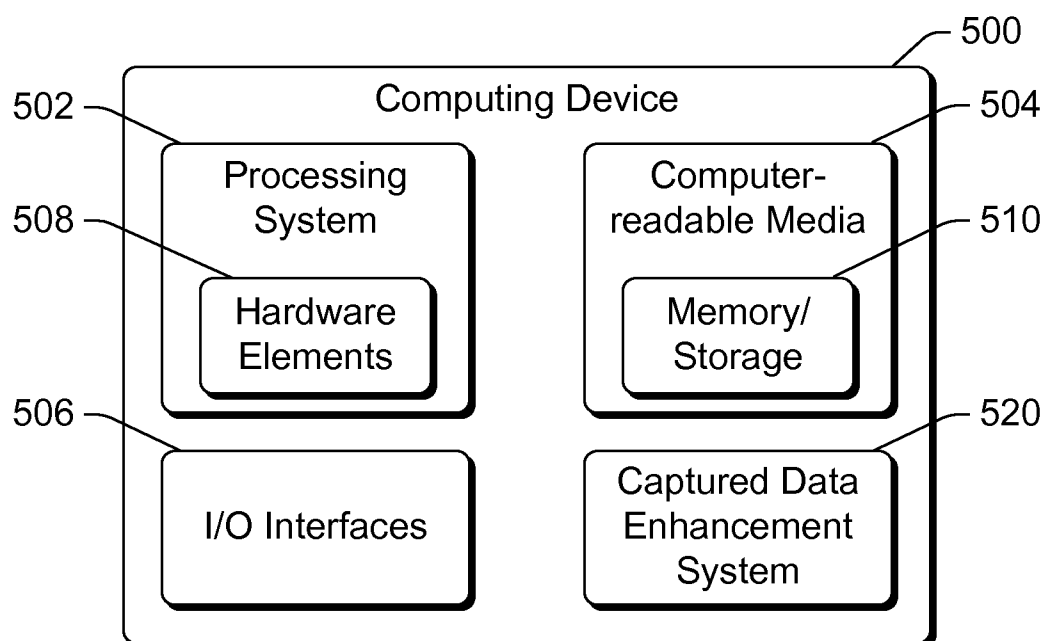 500
Computing Device
502
504
Processing
System
Computer-
readable Media
508
510
Hardware
Elements
Memory/
Storage
506
520
I/O Interfaces
Captured Data
Enhancement
System